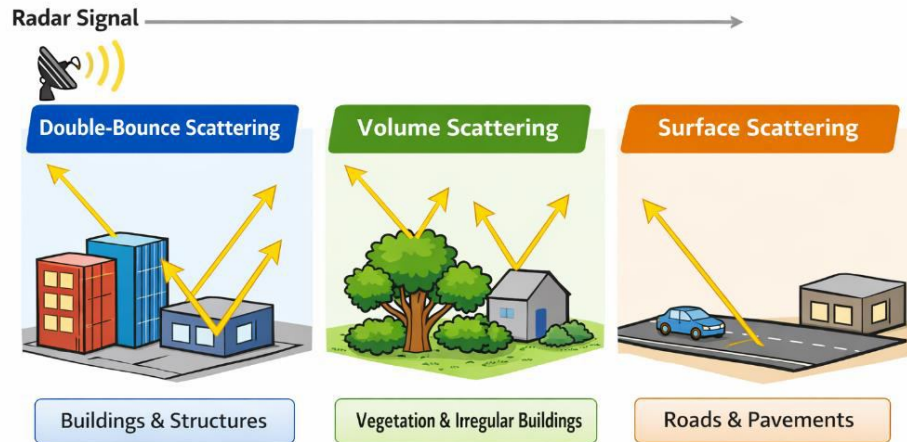 Radar Signal
Double-Bounce Scattering
Volume Scattering
Surface Scattering
Buildings & Structures
Vegetation & Irregular Buildings
Roads & Pavements